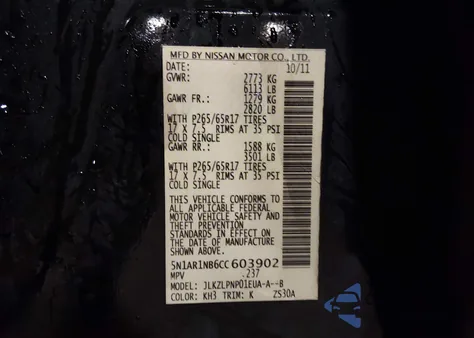 MFD BY NISSAN MOTOR CO., LTD.
DATE: 10/11
GVWR: 2773 KG
6113 LB
GAWR FR.: 1279 KG
2820 LB
WITH P265/65R17 TIRES
17 X 7.5 RIMS AT 35 PSI
COLD SINGLE
GAWR RR.: 1588 KG
3501 LB
WITH P265/65R17 TIRES
17 X 7.5 RIMS AT 35 PSI
COLD SINGLE
THIS VEHICLE CONFORMS TO
ALL APPLICABLE FEDERAL
MOTOR VEHICLE SAFETY AND
THEFT PREVENTION
STANDARDS IN EFFECT ON
THE DATE OF MANUFACTURE
SHOWN ABOVE.
5N1AR1NB6CC603902
MPV .237
MODEL: JLKZLPNP01EUA-A--B
COLOR: KH3 TRIM: K ZS30A